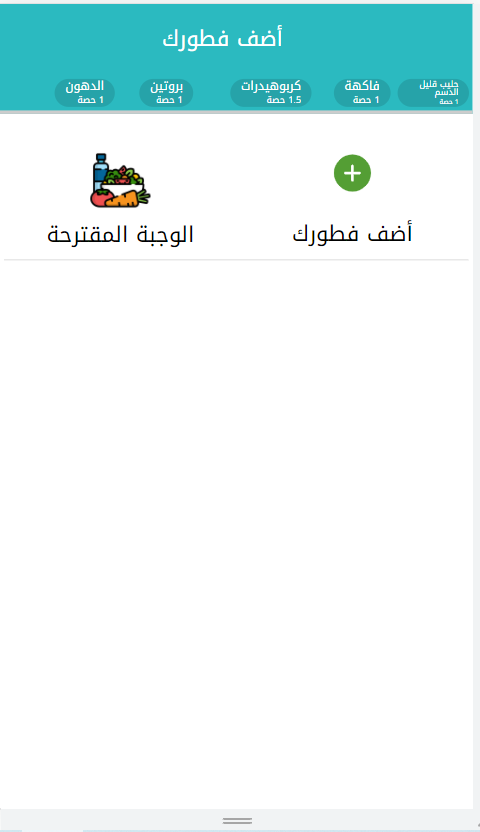 أضف فطورك
حليب قليل
الدسم
1 حصة
فاكهة
1 حصة
كربوهيدرات
1.5 حصة
بروتين
1 حصة
الدهون
1 حصة
أضف فطورك
الوجبة المقترحة